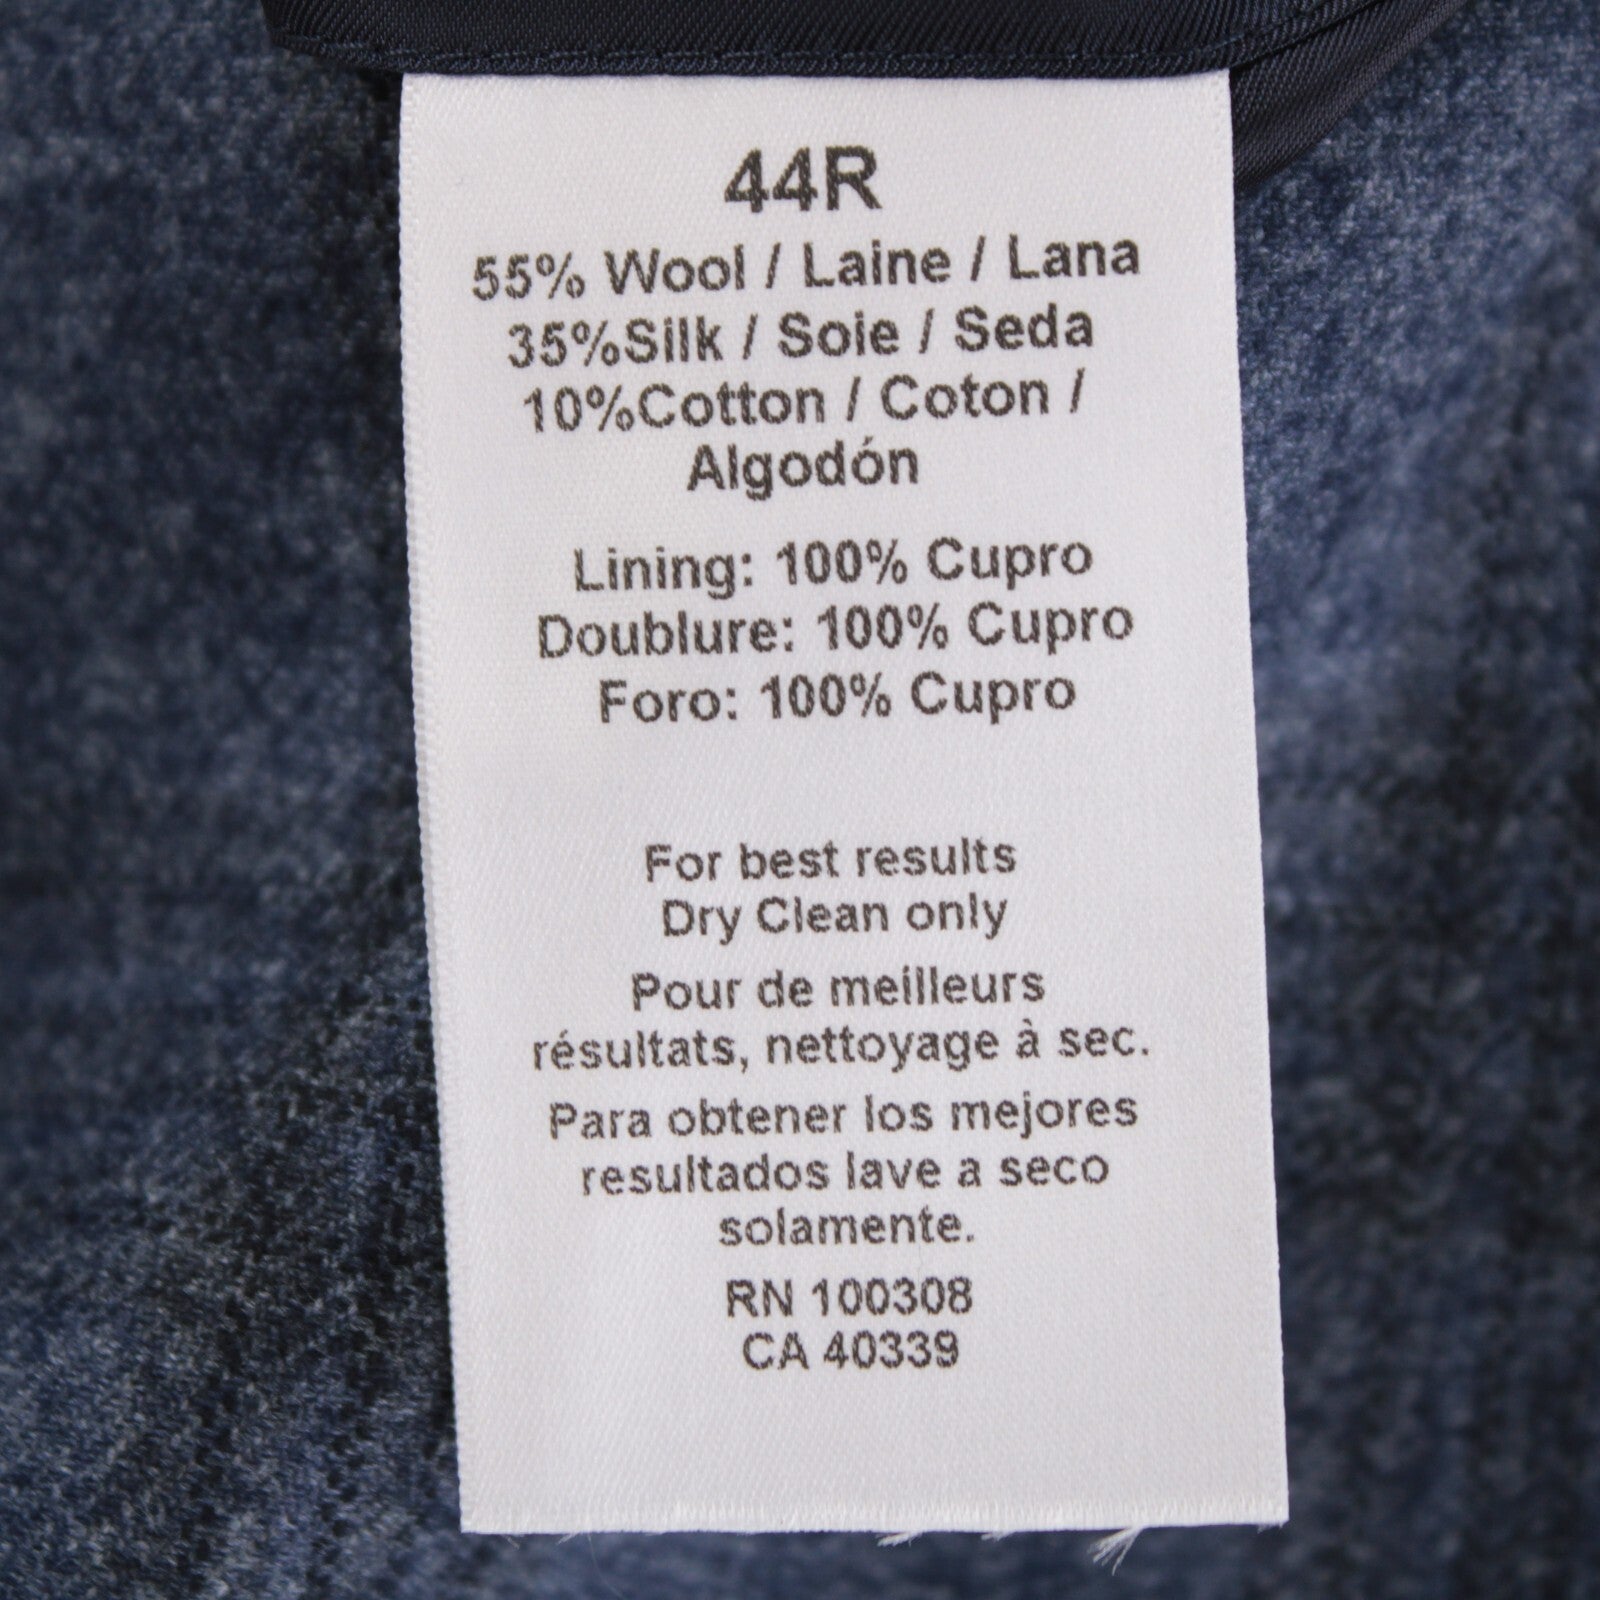 44R
55% Wool / Laine / Lana
35%Silk / Soie / Seda
10%Cotton / Coton /
Algodón
Lining: 100% Cupro
Doublure: 100% Cupro
Foro: 100% Cupro
For best results
Dry Clean only
Pour de meilleurs
résultats, nettoyage à sec.
Para obtener los mejores
resultados lave a seco
solamente.
RN 100308
CA 40339